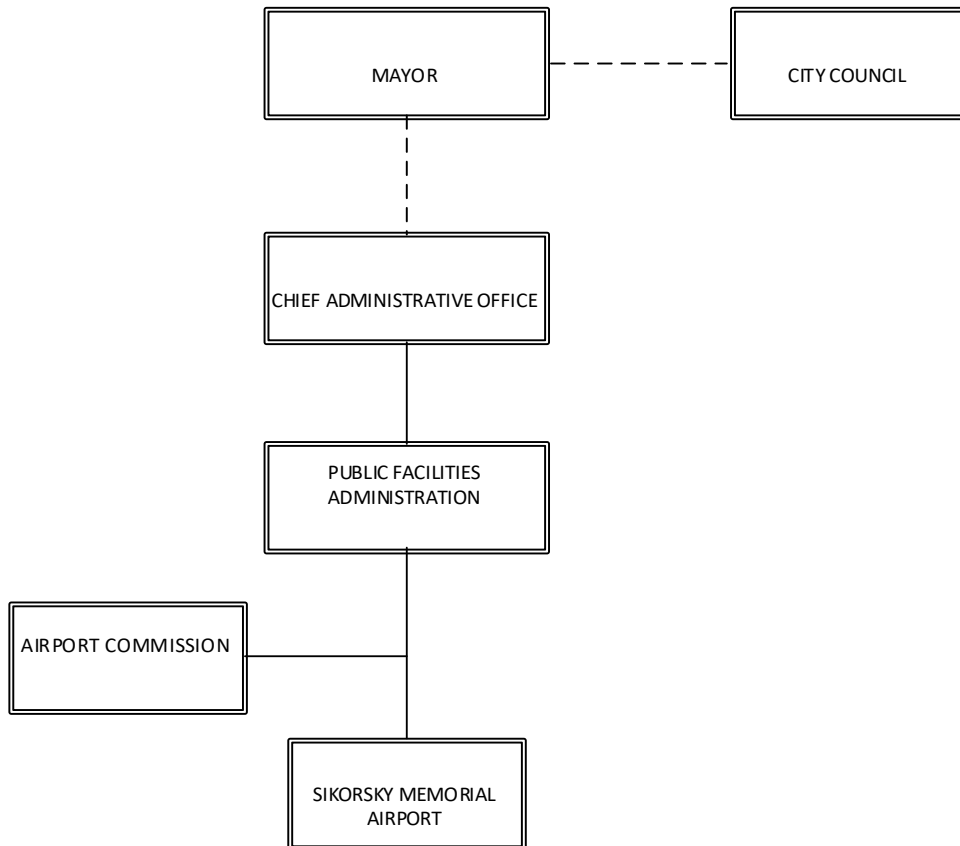 MAYOR
CITY COUNCIL
CHIEF ADMINISTRATIVE OFFICE
PUBLIC FACILITIES
ADMINISTRATION
AIRPORT COMMISSION
SIKORSKY MEMORIAL
AIRPORT